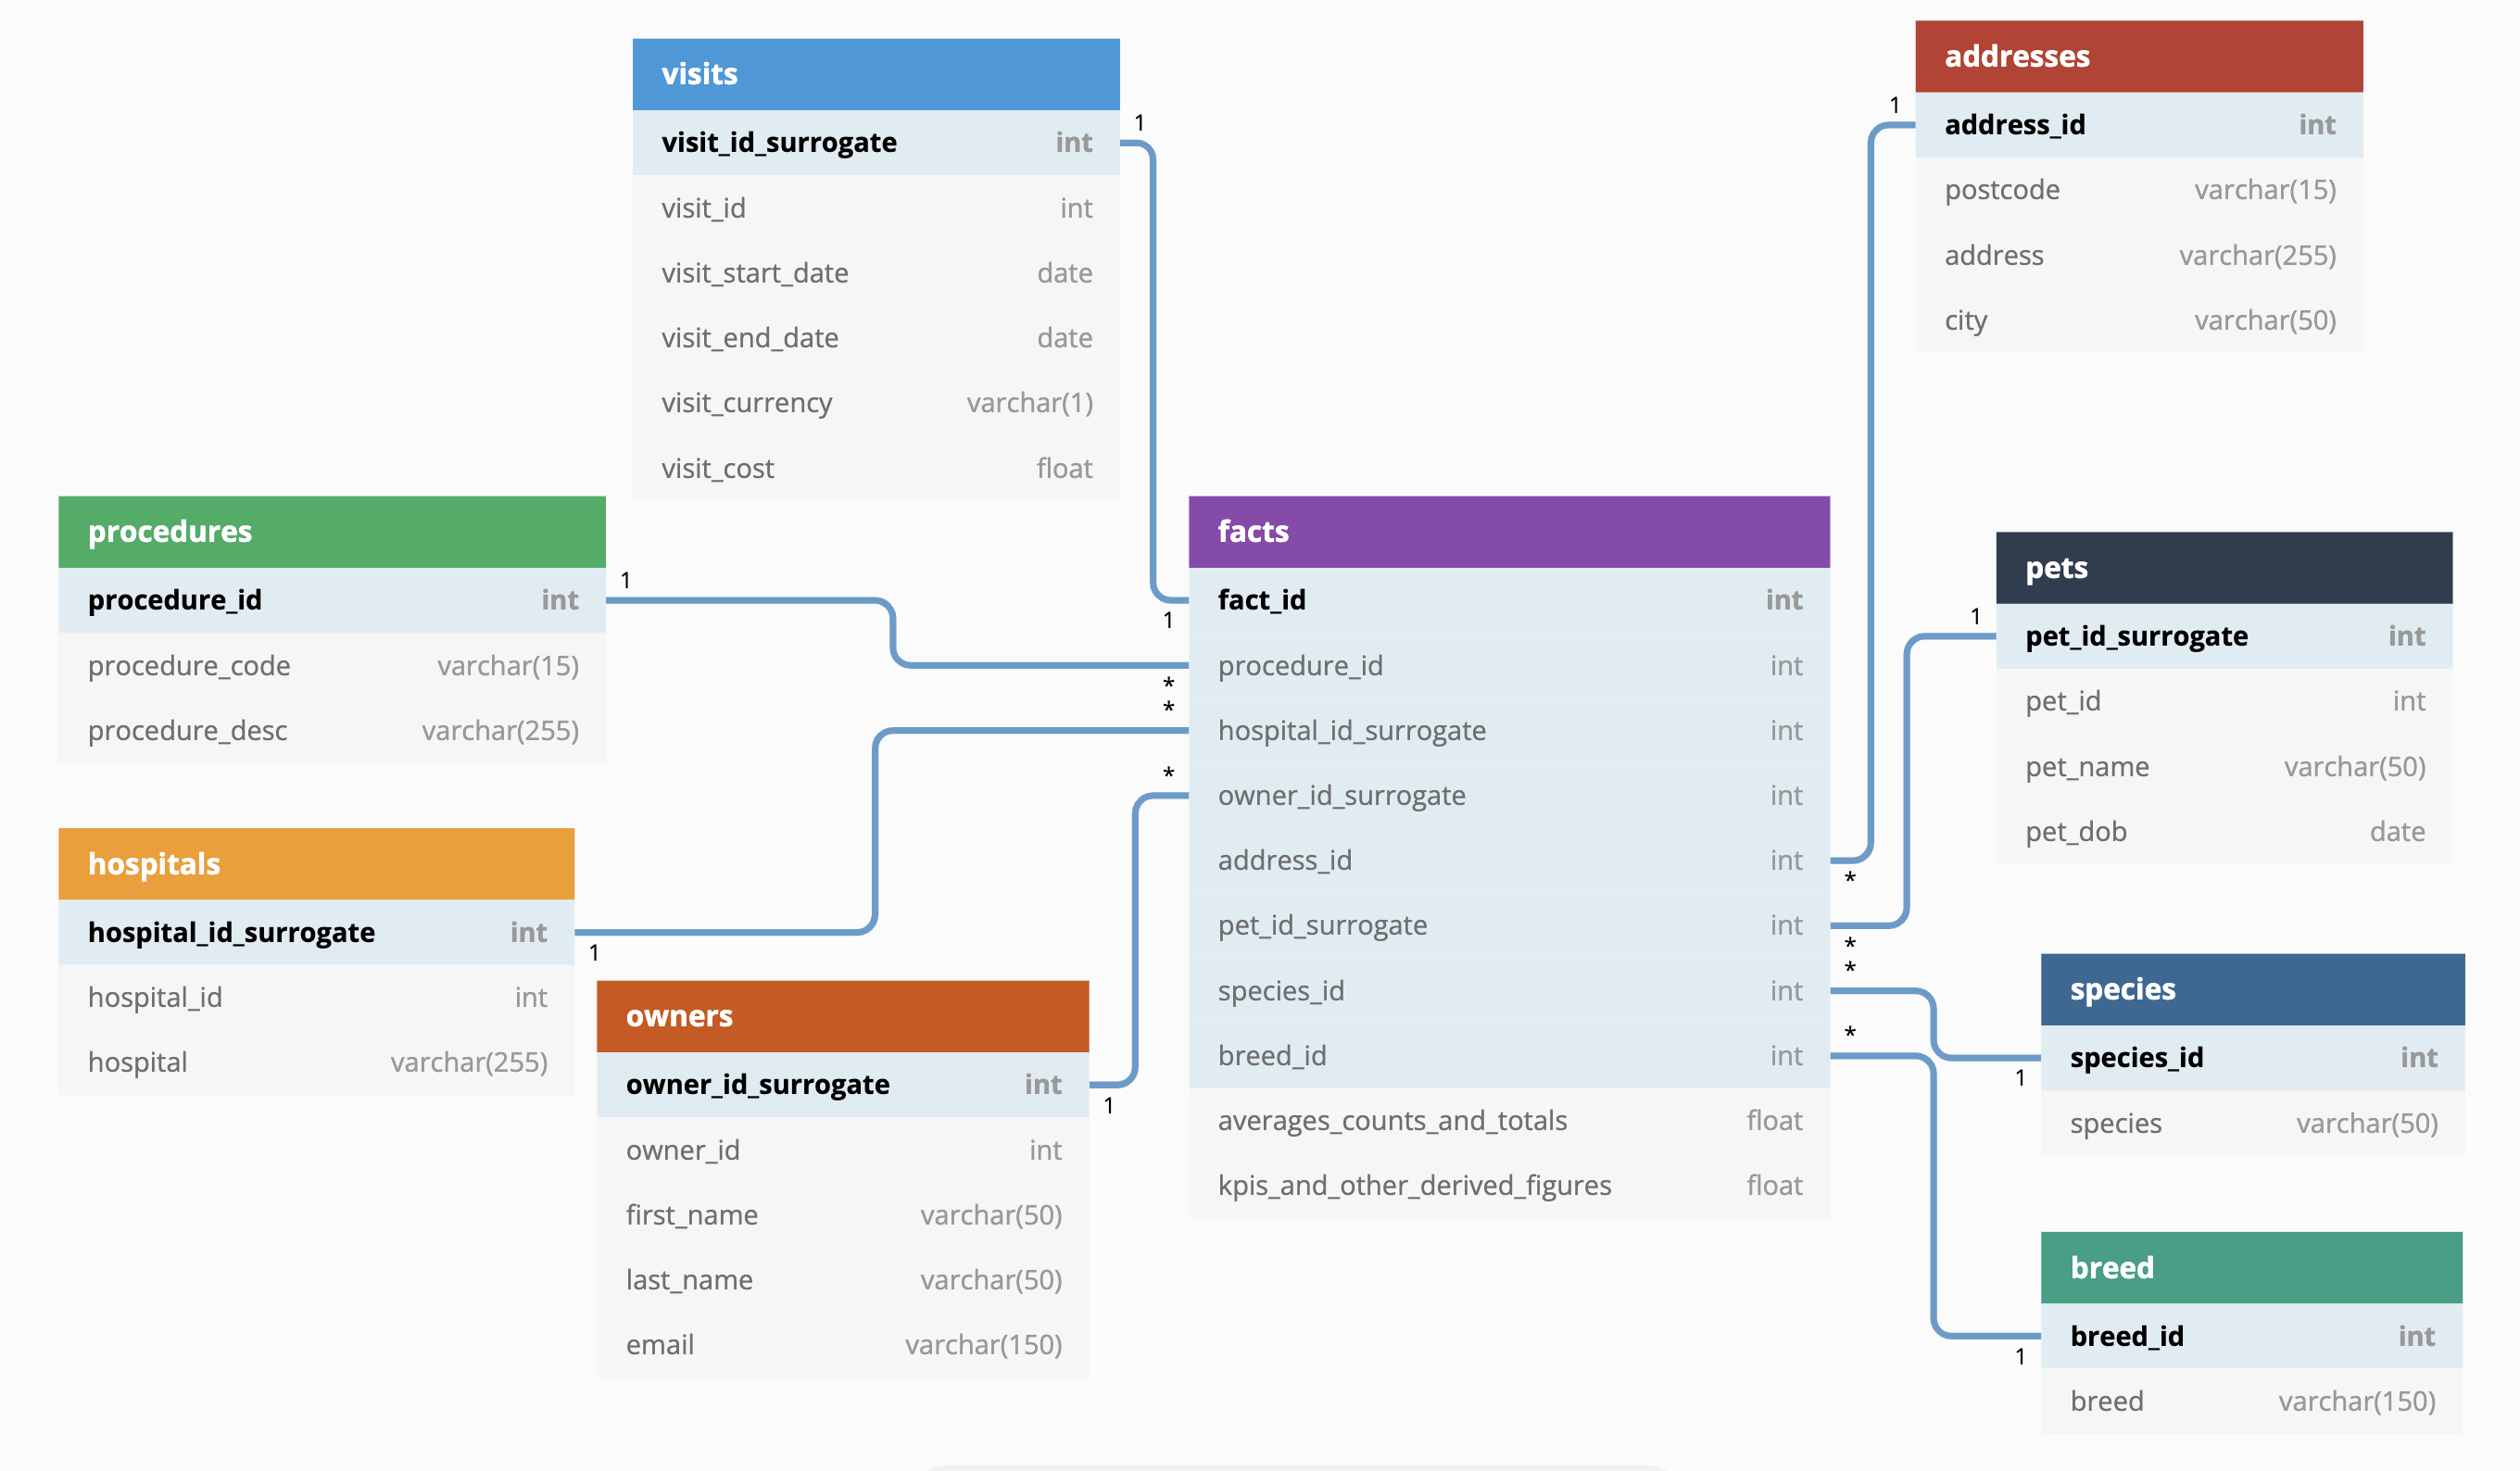 visits
visit_id_surrogate int
visit_id int
visit_start_date date
visit_end_date date
visit_currency varchar(1)
visit_cost float
1
1
addresses
address_id int
postcode varchar(15)
address varchar(255)
city varchar(50)
1
*
procedures
procedure_id int
procedure_code varchar(15)
procedure_desc varchar(255)
1
*
facts
fact_id int
procedure_id int
hospital_id_surrogate int
owner_id_surrogate int
address_id int
pet_id_surrogate int
species_id int
breed_id int
averages_counts_and_totals float
kpis_and_other_derived_figures float
pets
pet_id_surrogate int
pet_id int
pet_name varchar(50)
pet_dob date
1
*
hospitals
hospital_id_surrogate int
hospital_id int
hospital varchar(255)
1
*
owners
owner_id_surrogate int
owner_id int
first_name varchar(50)
last_name varchar(50)
email varchar(150)
1
*
species
species_id int
species varchar(50)
1
*
breed
breed_id int
breed varchar(150)
1
*